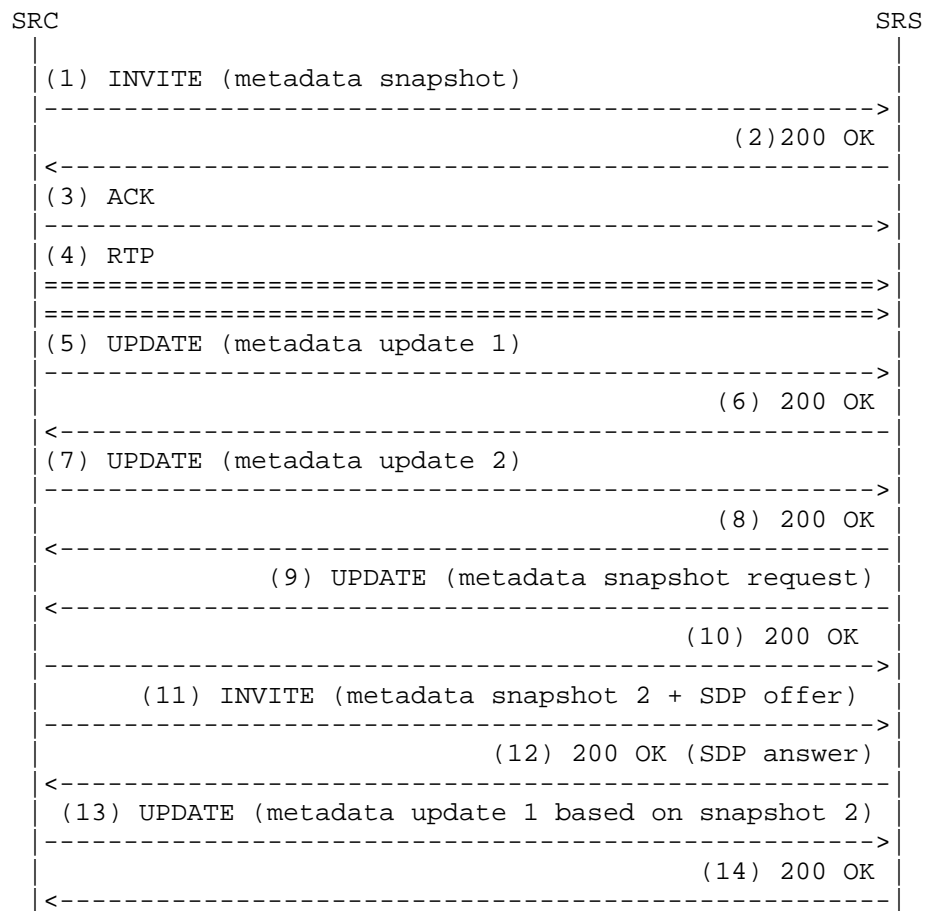 SRC SRS
(1) INVITE (metadata snapshot)
(2)200 OK
(3) ACK
(4) RTP
(5) UPDATE (metadata update 1)
(6) 200 OK
(7) UPDATE (metadata update 2)
(8) 200 OK
(9) UPDATE (metadata snapshot request)
(10) 200 OK
(11) INVITE (metadata snapshot 2 + SDP offer)
(12) 200 OK (SDP answer)
(13) UPDATE (metadata update 1 based on snapshot 2)
(14) 200 OK